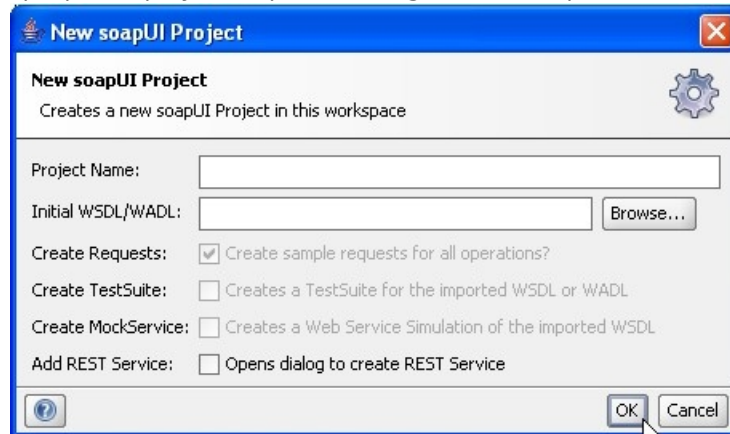 New soapUI Project
New soapUI Project
Creates a new soapUI Project in this workspace
Project Name:
Initial WSDL/WADL: Browse...
Create Requests: Create sample requests for all operations?
Create TestSuite: Creates a TestSuite for the imported WSDL or WADL
Create MockService: Creates a Web Service Simulation of the imported WSDL
Add REST Service: Opens dialog to create REST Service
? OK Cancel